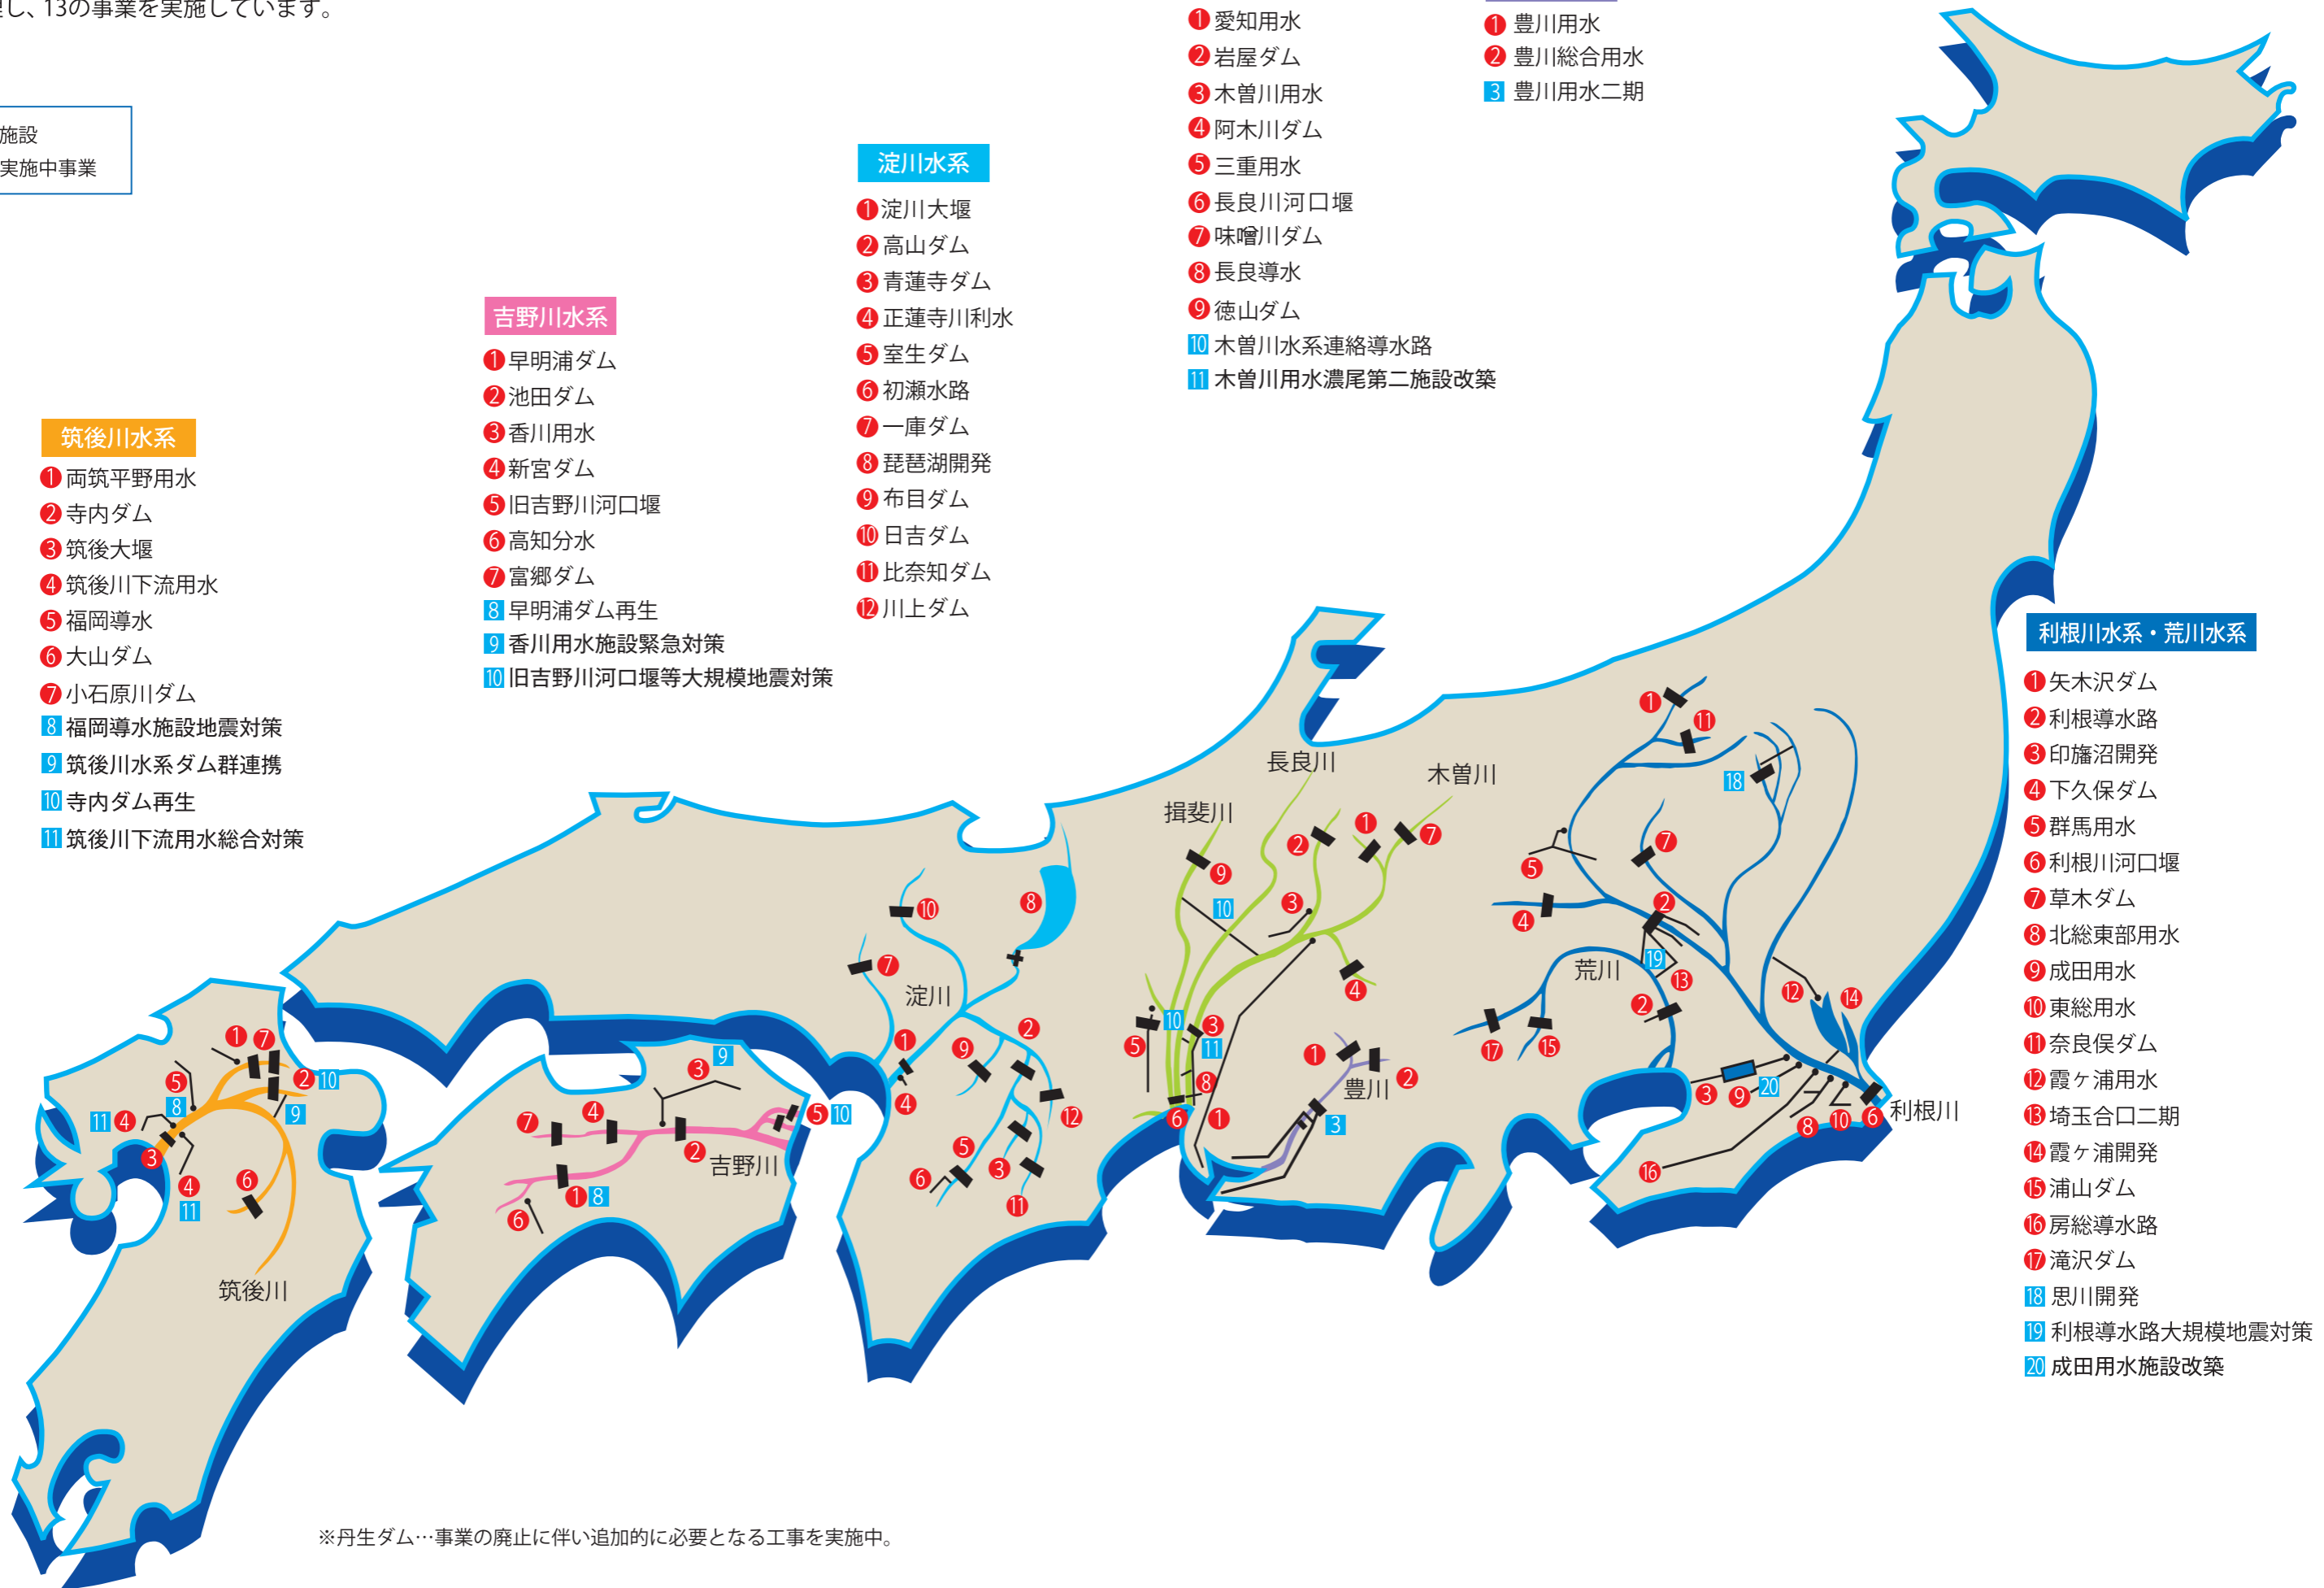 し、13の事業を実施しています。
施設
実施中事業
筑後川水系
1 両筑平野用水
2 寺内ダム
3 筑後大堰
4 筑後川下流用水
5 福岡導水
6 大山ダム
7 小石原川ダム
8 福岡導水施設地震対策
9 筑後川水系ダム群連携
10 寺内ダム再生
11 筑後川下流用水総合対策
吉野川水系
1 早明浦ダム
2 池田ダム
3 香川用水
4 新宮ダム
5 旧吉野川河口堰
6 高知分水
7 富郷ダム
8 早明浦ダム再生
9 香川用水施設緊急対策
10 旧吉野川河口堰等大規模地震対策
淀川水系
1 淀川大堰
2 高山ダム
3 青蓮寺ダム
4 正蓮寺川利水
5 室生ダム
6 初瀬水路
7 一庫ダム
8 琵琶湖開発
9 布目ダム
10 日吉ダム
11 比奈知ダム
12 川上ダム
1 愛知用水
2 岩屋ダム
3 木曽川用水
4 阿木川ダム
5 三重用水
6 長良川河口堰
7 味噌川ダム
8 長良導水
9 徳山ダム
10 木曽川水系連絡導水路
11 木曽川用水濃尾第二施設改築
1 豊川用水
2 豊川総合用水
3 豊川用水二期
利根川水系・荒川水系
1 矢木沢ダム
2 利根導水路
3 印旛沼開発
4 下久保ダム
5 群馬用水
6 利根川河口堰
7 草木ダム
8 北総東部用水
9 成田用水
10 東総用水
11 奈良俣ダム
12 霞ヶ浦用水
13 埼玉合口二期
14 霞ヶ浦開発
15 浦山ダム
16 房総導水路
17 滝沢ダム
18 思川開発
19 利根導水路大規模地震対策
20 成田用水施設改築
長良川
木曽川
揖斐川
淀川
荒川
豊川
利根川
吉野川
筑後川
※丹生ダム…事業の廃止に伴い追加的に必要となる工事を実施中。